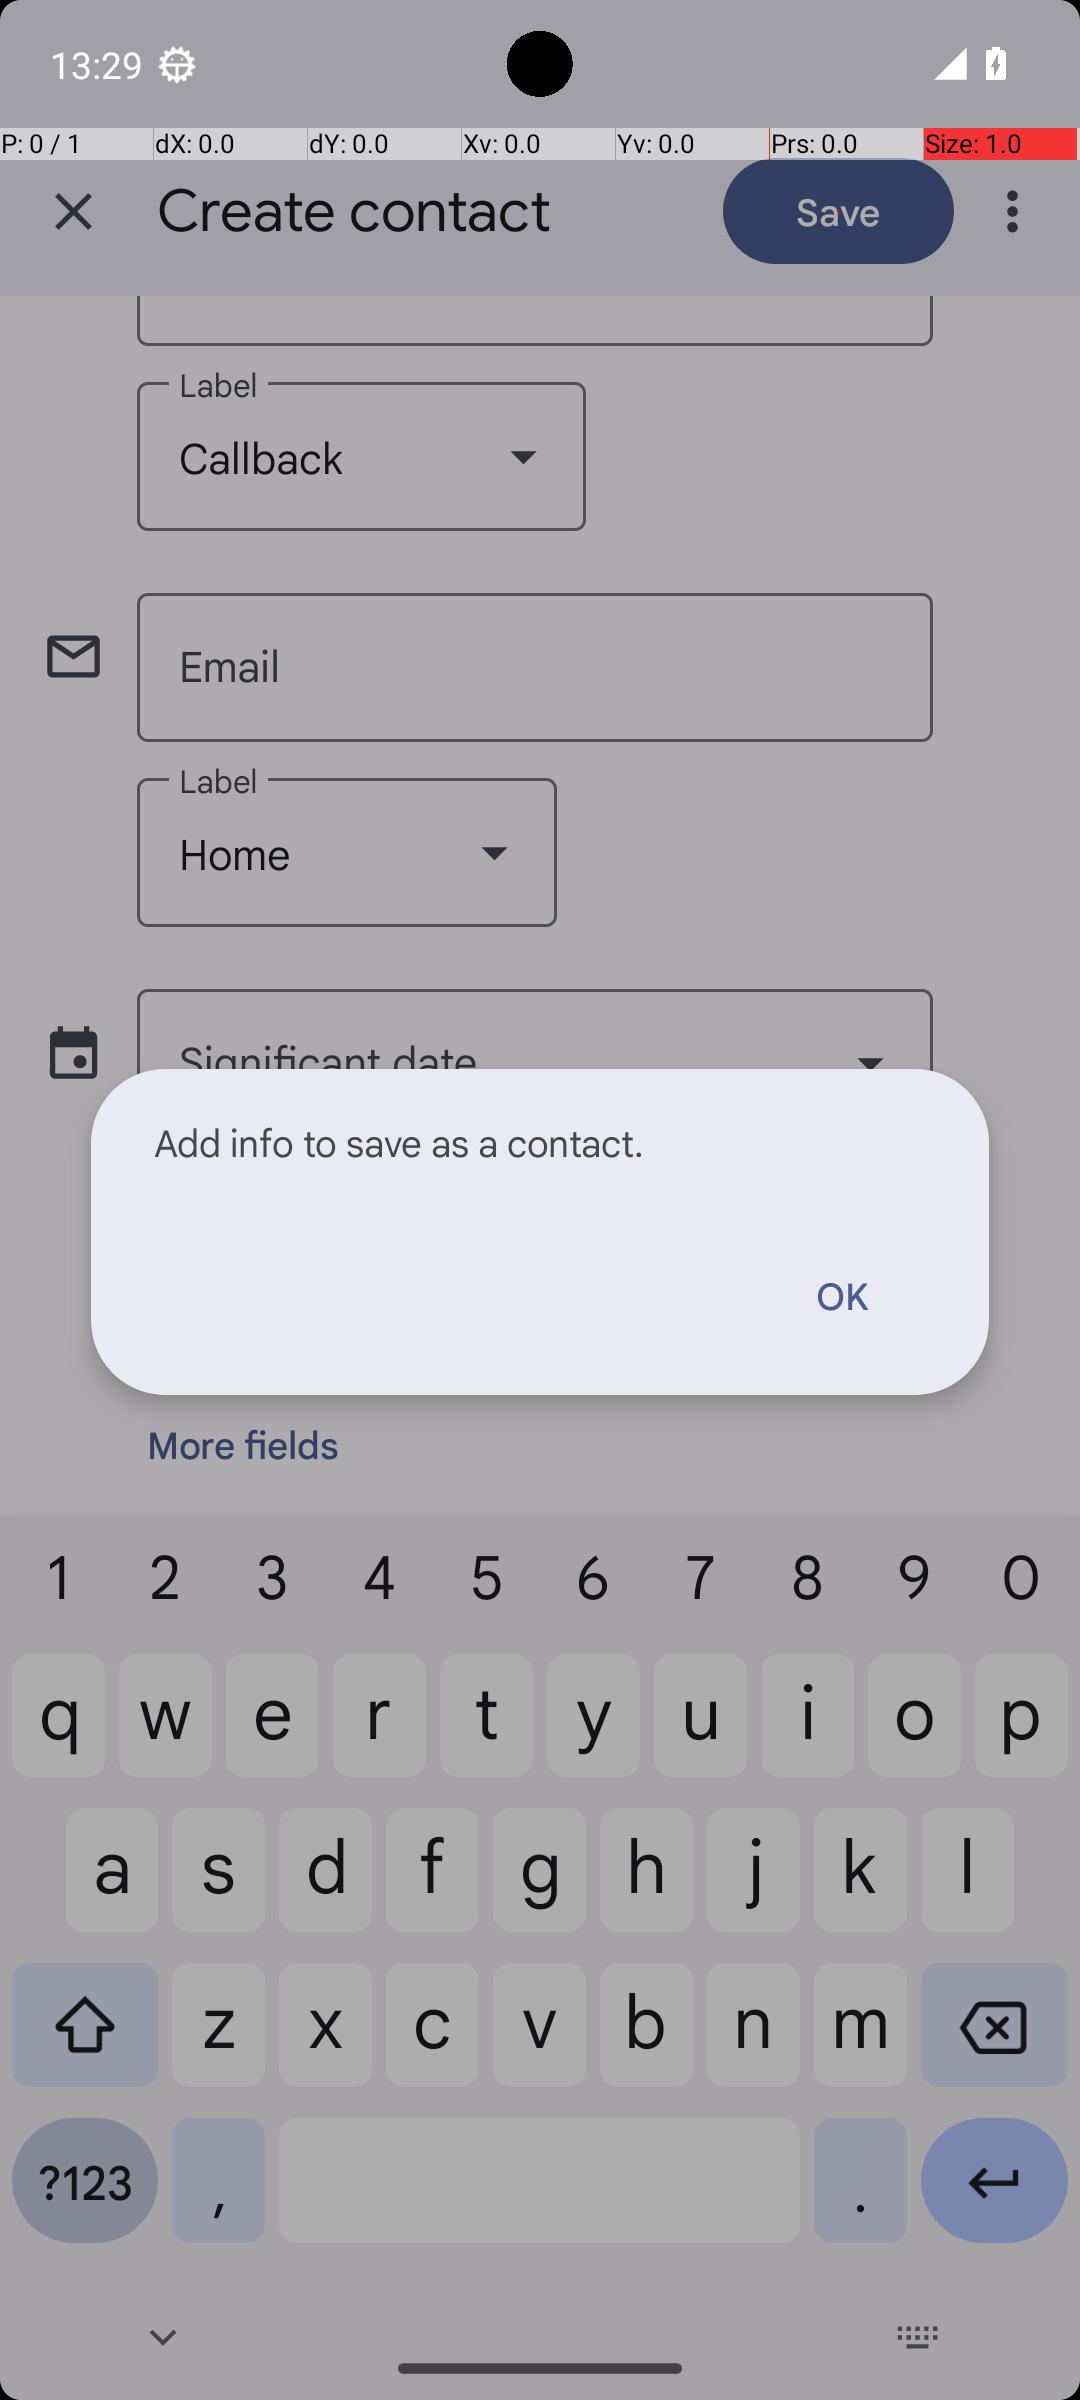 13:29
P: 0 / 1 dX: 0.0 dY: 0.0 Xv: 0.0 Yv: 0.0 Prs: 0.0 Size: 1.0
Create contact Save
Label
Callback
Email
Label
Home
Significant date
Add info to save as a contact.
OK
More fields
1 2 3 4 5 6 7 8 9 0
q w e r t y u i o p
a s d f g h j k l
z x c v b n m
?123 , .